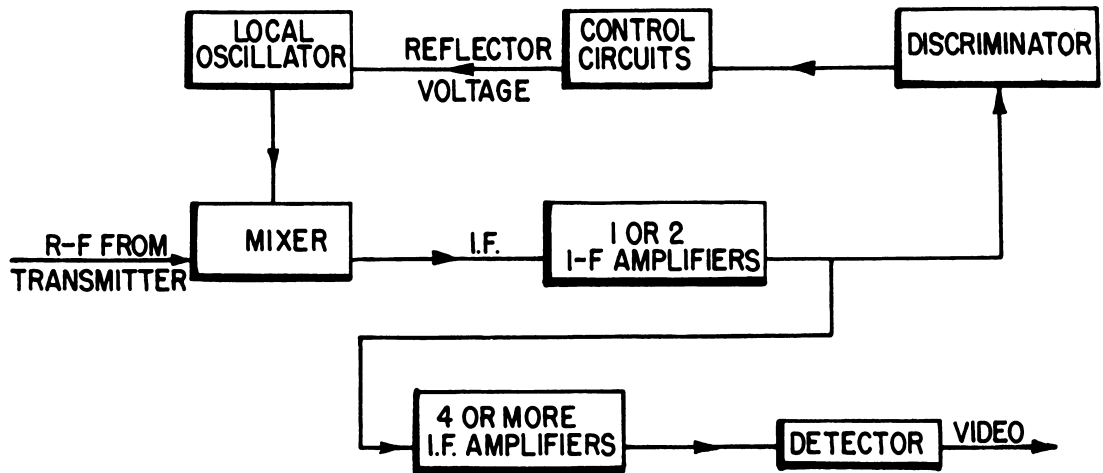 LOCAL
OSCILLATOR
REFLECTOR
VOLTAGE
CONTROL
CIRCUITS
DISCRIMINATOR
R-F FROM
TRANSMITTER
MIXER
I.F.
1 OR 2
I-F AMPLIFIERS
4 OR MORE
I.F. AMPLIFIERS
DETECTOR
VIDEO